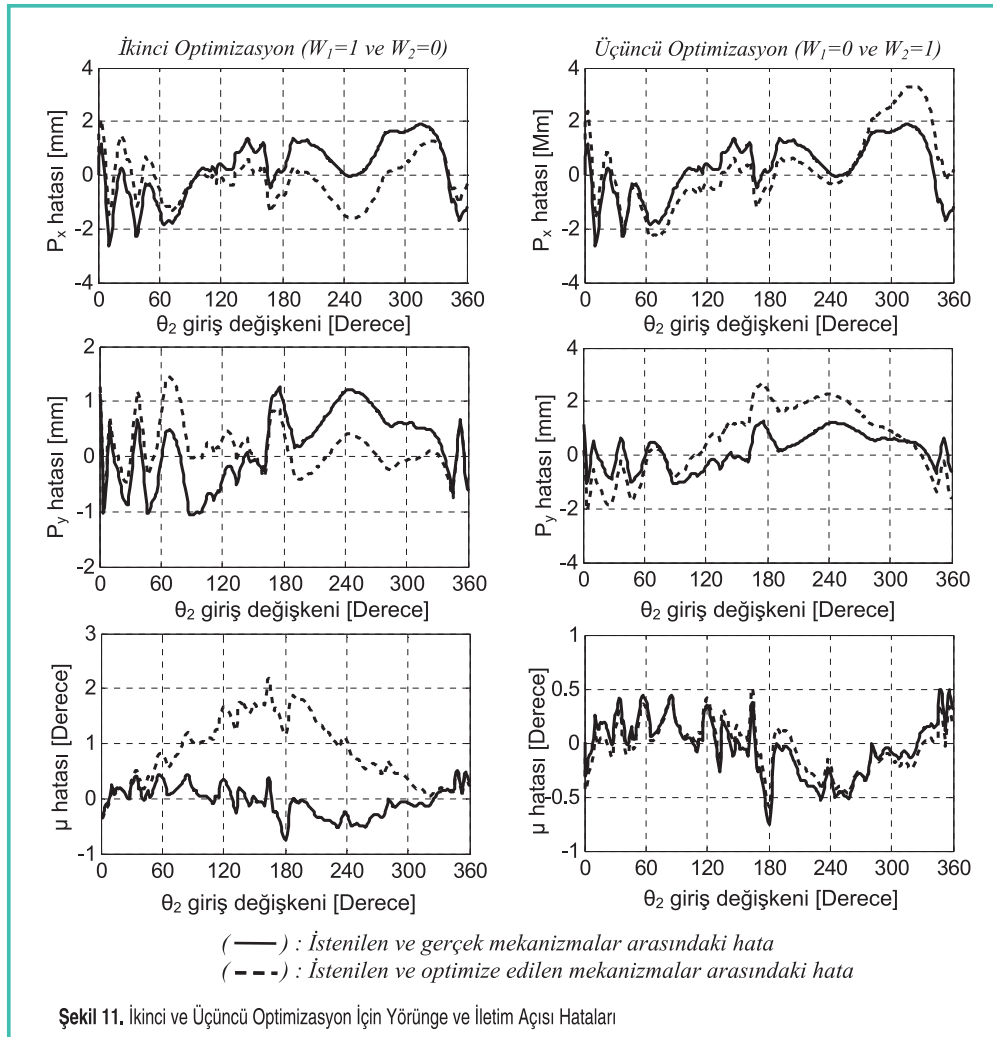 İkinci Optimizasyon (W₁=1 ve W₂=0)
4
2
0
-2
-4
Pₓ hatası [mm]
0 60 120 180 240 300 360
θ₂ giriş değişkeni [Derece]
Üçüncü Optimizasyon (W₁=0 ve W₂=1)
4
2
0
-2
-4
Pₓ hatası [Mm]
0 60 120 180 240 300 360
θ₂ giriş değişkeni [Derece]
2
1
0
-1
-2
Pᵧ hatası [mm]
0 60 120 180 240 300 360
θ₂ giriş değişkeni [Derece]
4
2
0
-2
-4
Pᵧ hatası [mm]
0 60 120 180 240 300 360
θ₂ giriş değişkeni [Derece]
3
2
1
0
-1
µ hatası [Derece]
0 60 120 180 240 300 360
θ₂ giriş değişkeni [Derece]
1
0.5
0
-0.5
-1
µ hatası [Derece]
0 60 120 180 240 300 360
θ₂ giriş değişkeni [Derece]
( ) : İstenilen ve gerçek mekanizmalar arasındaki hata
( ) : İstenilen ve optimize edilen mekanizmalar arasındaki hata
Şekil 11. İkinci ve Üçüncü Optimizasyon İçin Yörünge ve İletim Açısı Hataları